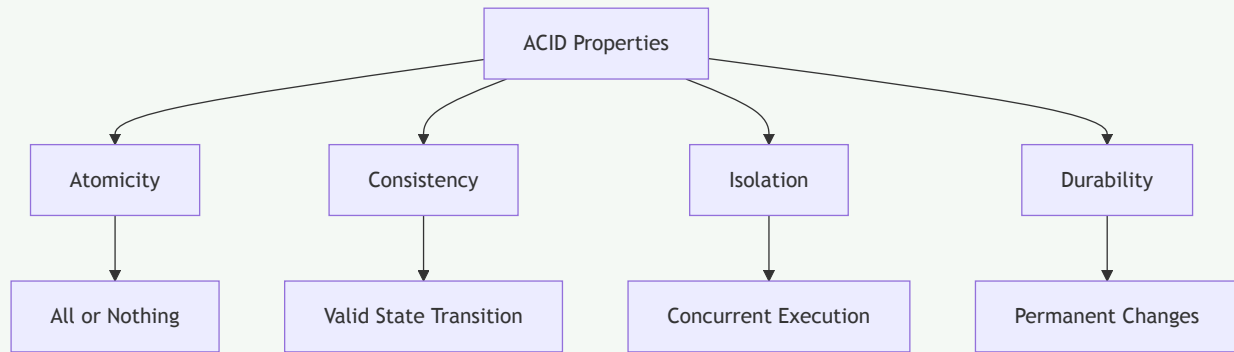 ACID Properties
Atomicity
Consistency
Isolation
Durability
All or Nothing
Valid State Transition
Concurrent Execution
Permanent Changes